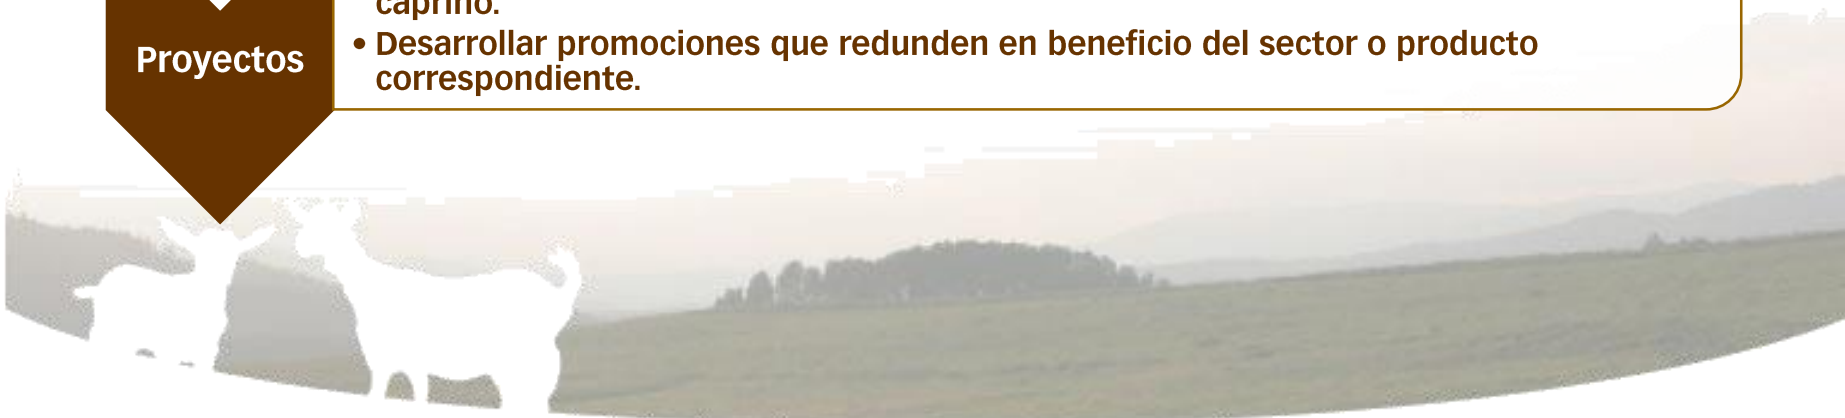 caprino.
Proyectos
• Desarrollar promociones que redunden en beneficio del sector o producto
correspondiente.